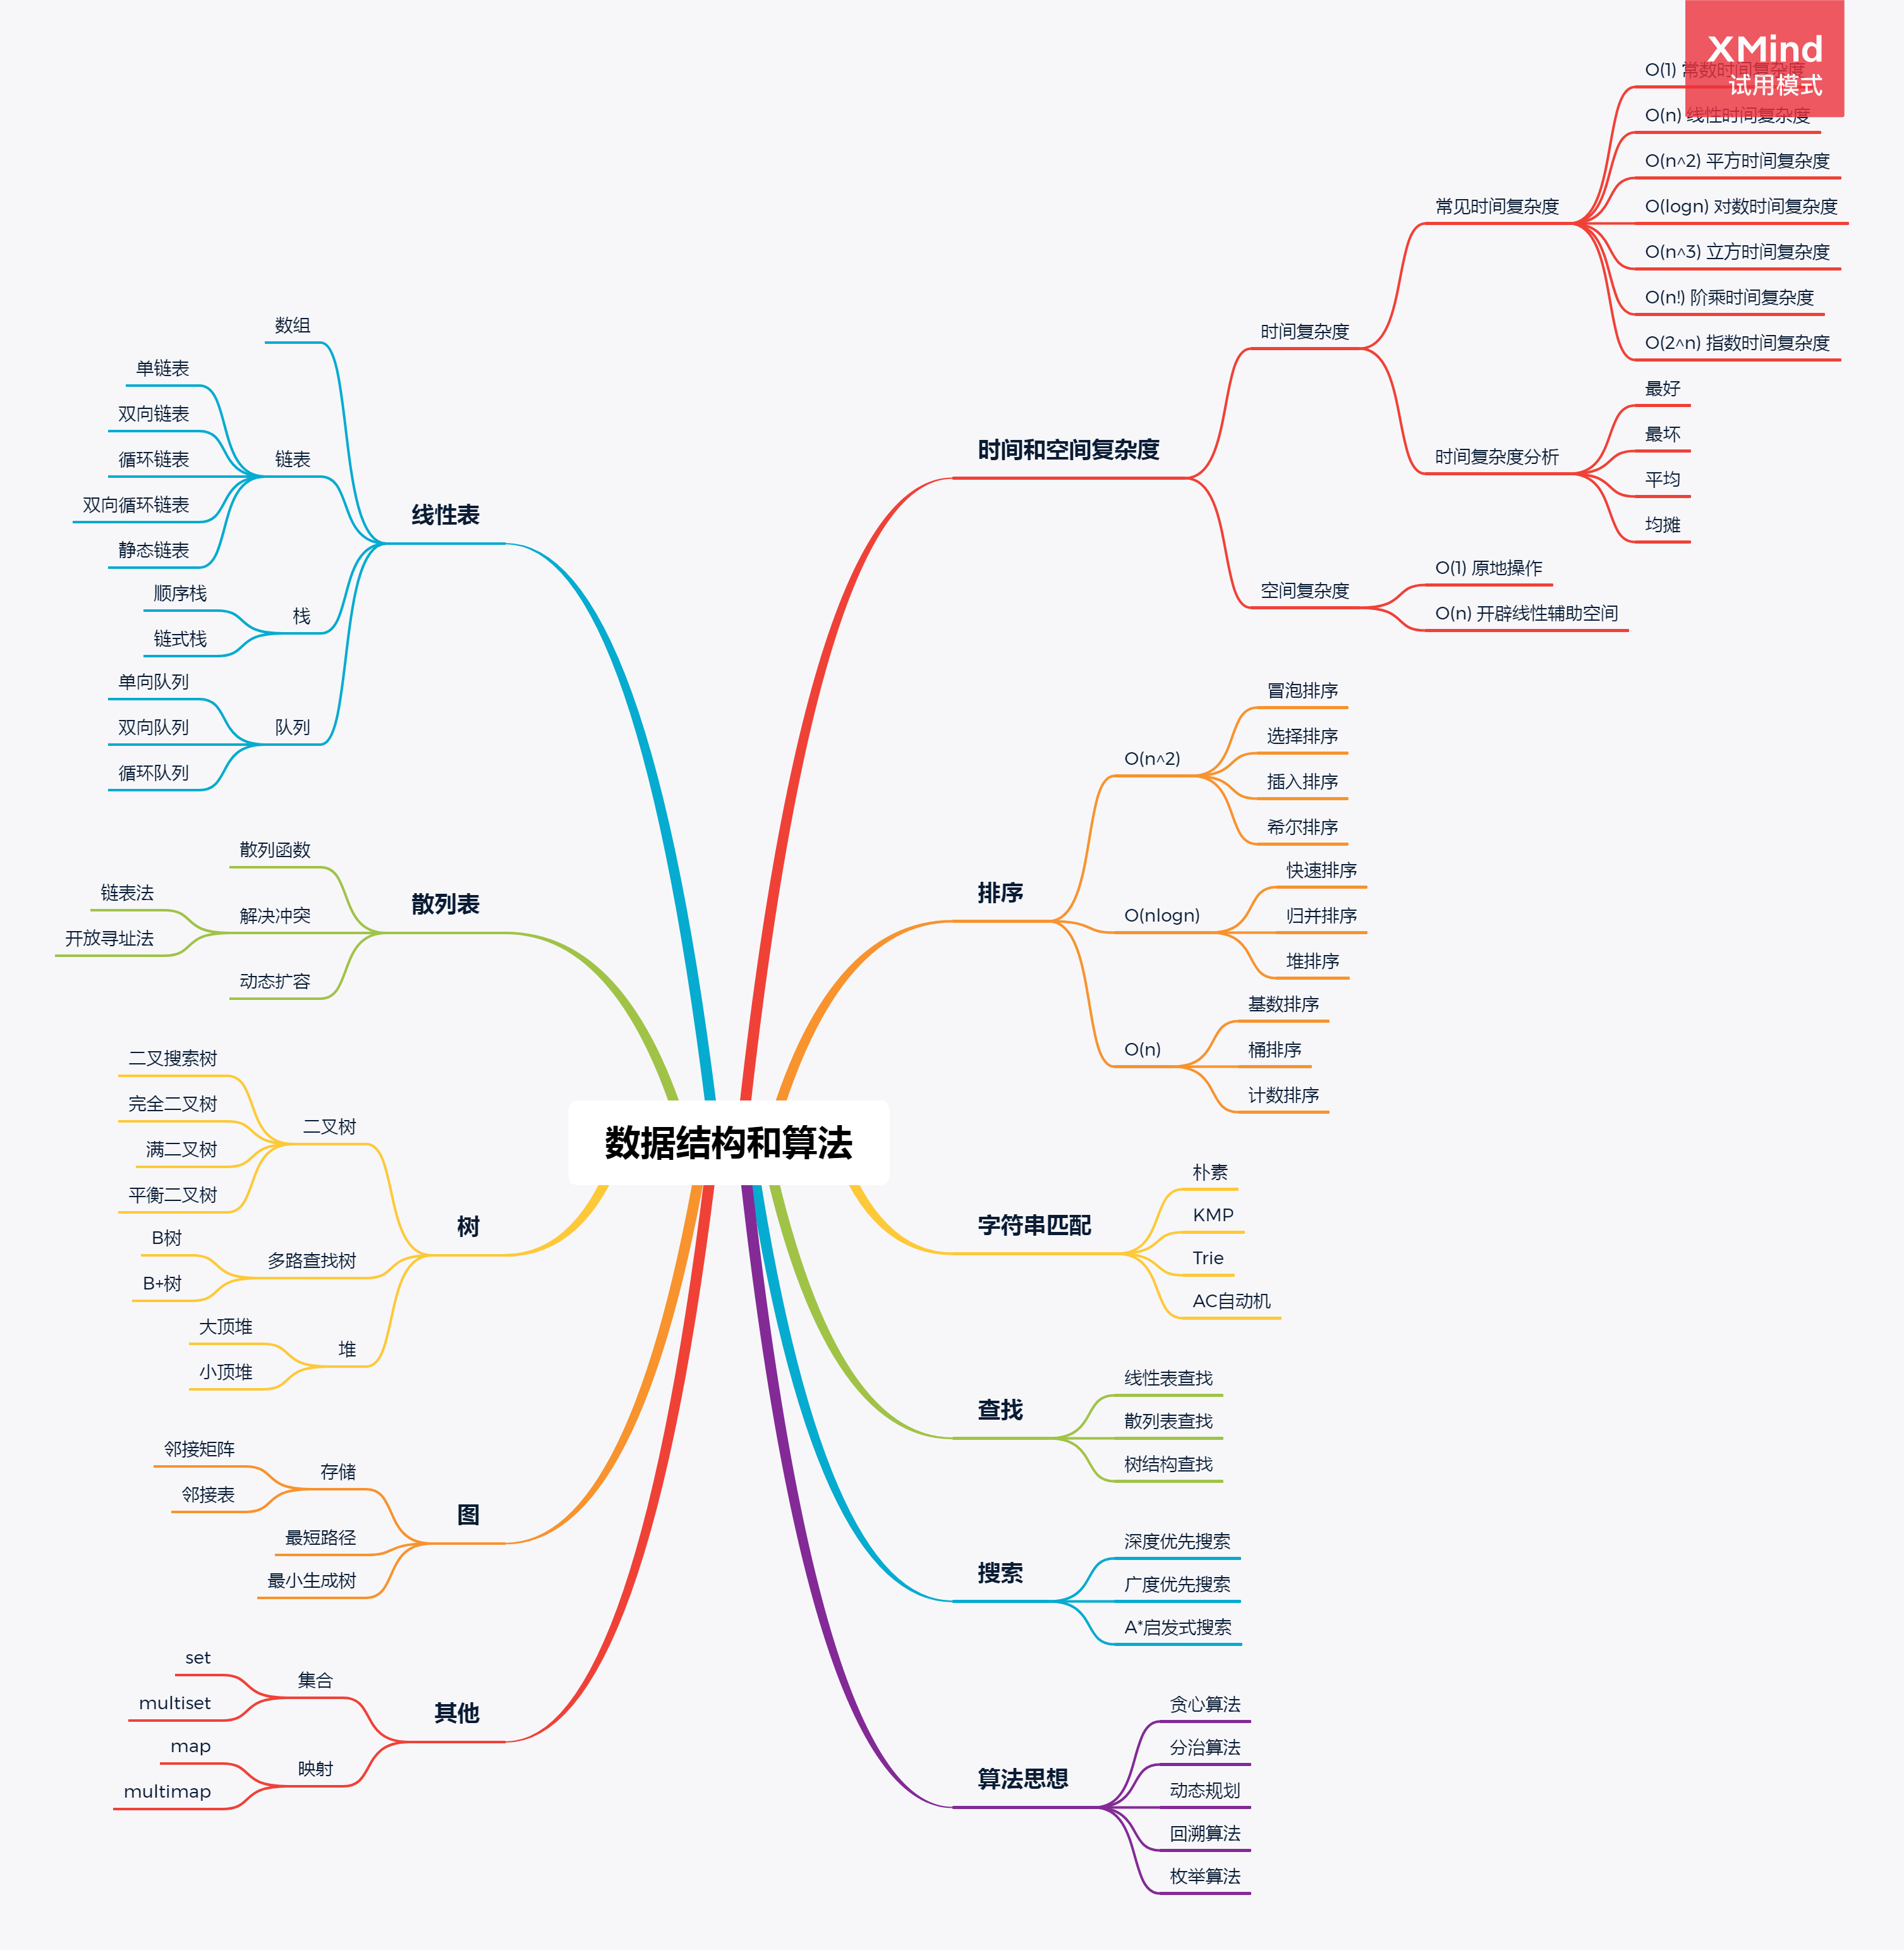 XMind
试用模式
数据结构和算法
时间和空间复杂度
时间复杂度
常见时间复杂度
O(1) 常数时间复杂度
O(n) 线性时间复杂度
O(n^2) 平方时间复杂度
O(logn) 对数时间复杂度
O(n^3) 立方时间复杂度
O(n!) 阶乘时间复杂度
O(2^n) 指数时间复杂度
时间复杂度分析
最好
最坏
平均
均摊
空间复杂度
O(1) 原地操作
O(n) 开辟线性辅助空间
排序
O(n^2)
冒泡排序
选择排序
插入排序
希尔排序
O(nlogn)
快速排序
归并排序
堆排序
O(n)
基数排序
桶排序
计数排序
字符串匹配
朴素
KMP
Trie
AC自动机
查找
线性表查找
散列表查找
树结构查找
搜索
深度优先搜索
广度优先搜索
A*启发式搜索
算法思想
贪心算法
分治算法
动态规划
回溯算法
枚举算法
线性表
数组
链表
单链表
双向链表
循环链表
双向循环链表
静态链表
栈
顺序栈
链式栈
队列
单向队列
双向队列
循环队列
散列表
散列函数
解决冲突
链表法
开放寻址法
动态扩容
树
二叉树
二叉搜索树
完全二叉树
满二叉树
平衡二叉树
多路查找树
B树
B+树
堆
大顶堆
小顶堆
图
存储
邻接矩阵
邻接表
最短路径
最小生成树
其他
集合
set
multiset
映射
map
multimap